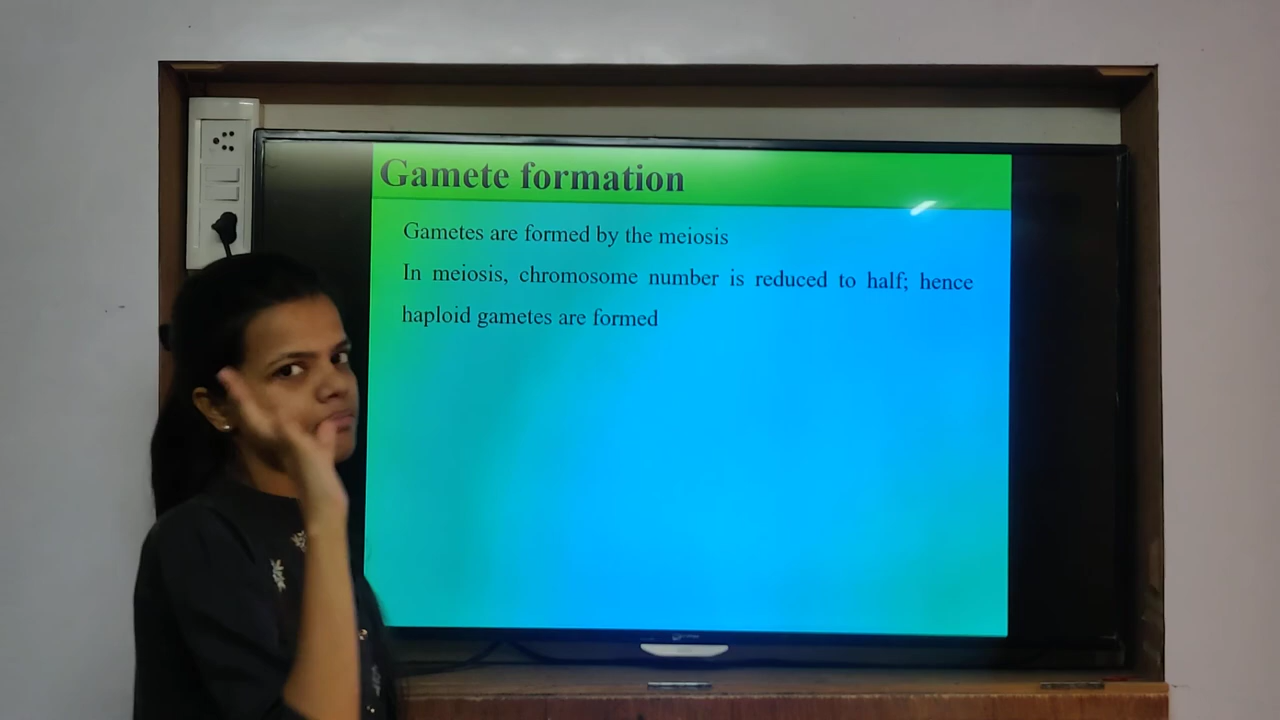 Gamete formation
Gametes are formed by the meiosis
In meiosis, chromosome number is reduced to half; hence
haploid gametes are formed